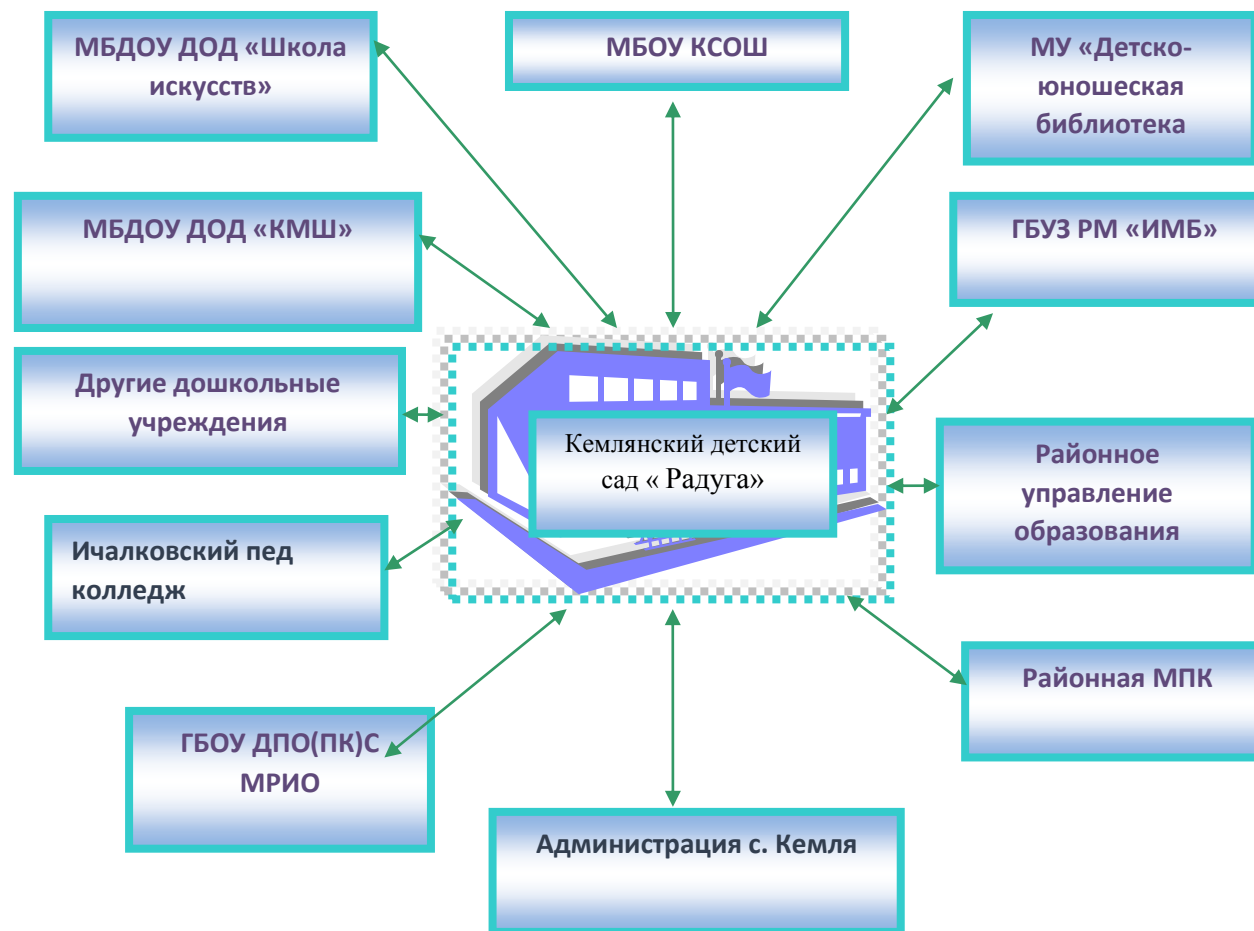 МБДОУ ДОД «Школа
искусств»
МБОУ КСОШ
МУ «Детско-
юношеская
библиотека
МБДОУ ДОД «КМШ»
ГБУЗ РМ «ИМБ»
Другие дошкольные
учреждения
Кемлянский детский
сад « Радуга»
Районное
управление
образования
Ичалковский пед
колледж
Районная МПК
ГБОУ ДПО(ПК)С
МРИО
Администрация с. Кемля